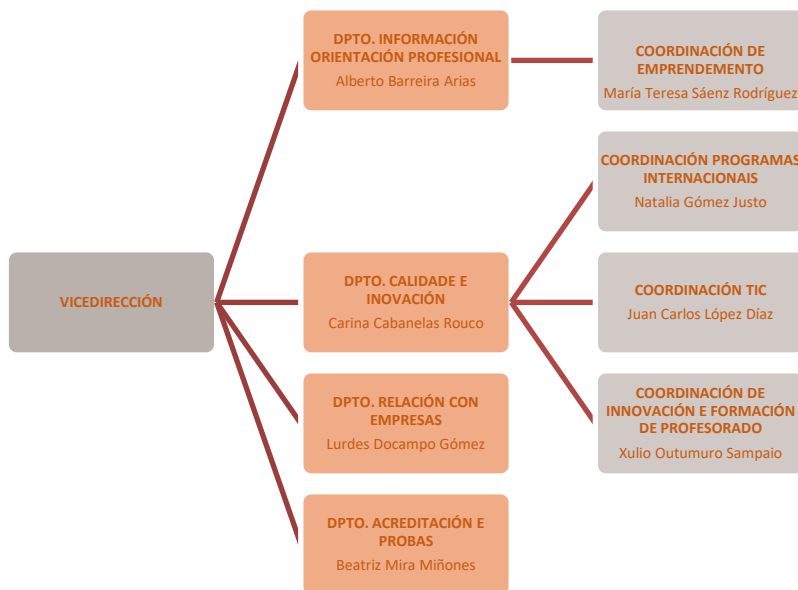 VICEDIRECCIÓN
DPTO. INFORMACIÓN
ORIENTACIÓN PROFESIONAL
Alberto Barreira Arias
COORDINACIÓN DE
EMPRENDEMENTO
María Teresa Sáenz Rodríguez
DPTO. CALIDADE E
INOVACIÓN
Carina Cabanelas Rouco
COORDINACIÓN PROGRAMAS
INTERNACIONAIS
Natalia Gómez Justo
COORDINACIÓN TIC
Juan Carlos López Díaz
COORDINACIÓN DE
INNOVACIÓN E FORMACIÓN
DE PROFESORADO
Xulio Outumuro Sampaio
DPTO. RELACIÓN CON
EMPRESAS
Lurdes Docampo Gómez
DPTO. ACREDITACIÓN E
PROBAS
Beatriz Mira Miñones